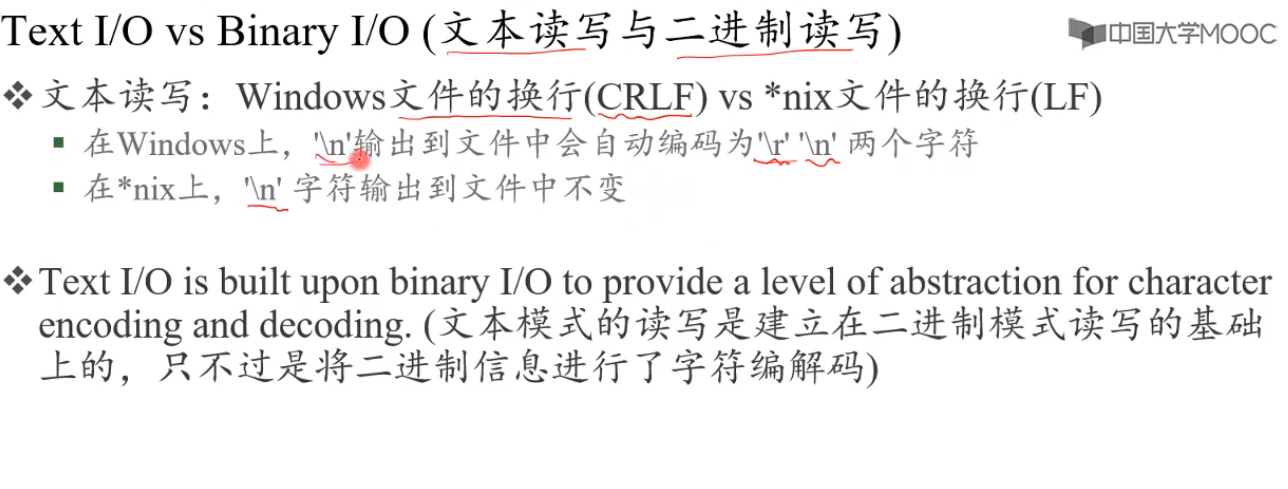 Text I/O vs Binary I/O (文本读写与二进制读写)
中国大学MOOC
❖ 文本读写：Windows文件的换行(CRLF) vs *nix文件的换行(LF)
▪ 在Windows上，'\n'输出到文件中会自动编码为'\r' '\n' 两个字符
▪ 在*nix上，'\n' 字符输出到文件中不变
❖ Text I/O is built upon binary I/O to provide a level of abstraction for character
encoding and decoding. (文本模式的读写是建立在二进制模式读写的基础
上的，只不过是将二进制信息进行了字符编解码)